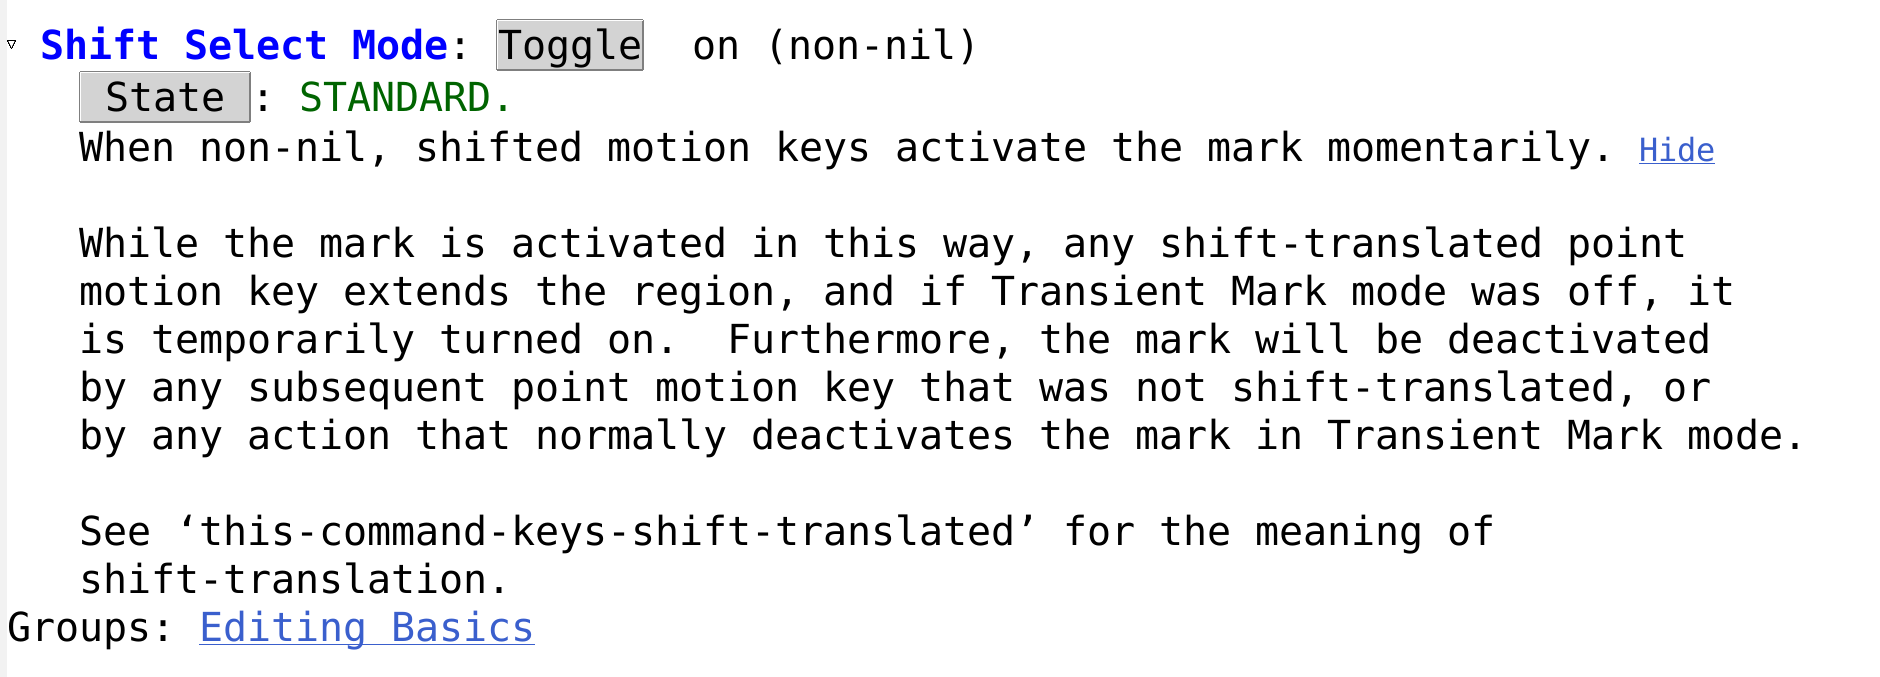 Shift Select Mode: Toggle on (non-nil)
State : STANDARD.
When non-nil, shifted motion keys activate the mark momentarily. Hide
While the mark is activated in this way, any shift-translated point
motion key extends the region, and if Transient Mark mode was off, it
is temporarily turned on.  Furthermore, the mark will be deactivated
by any subsequent point motion key that was not shift-translated, or
by any action that normally deactivates the mark in Transient Mark mode.
See ‘this-command-keys-shift-translated’ for the meaning of
shift-translation.
Groups: Editing Basics